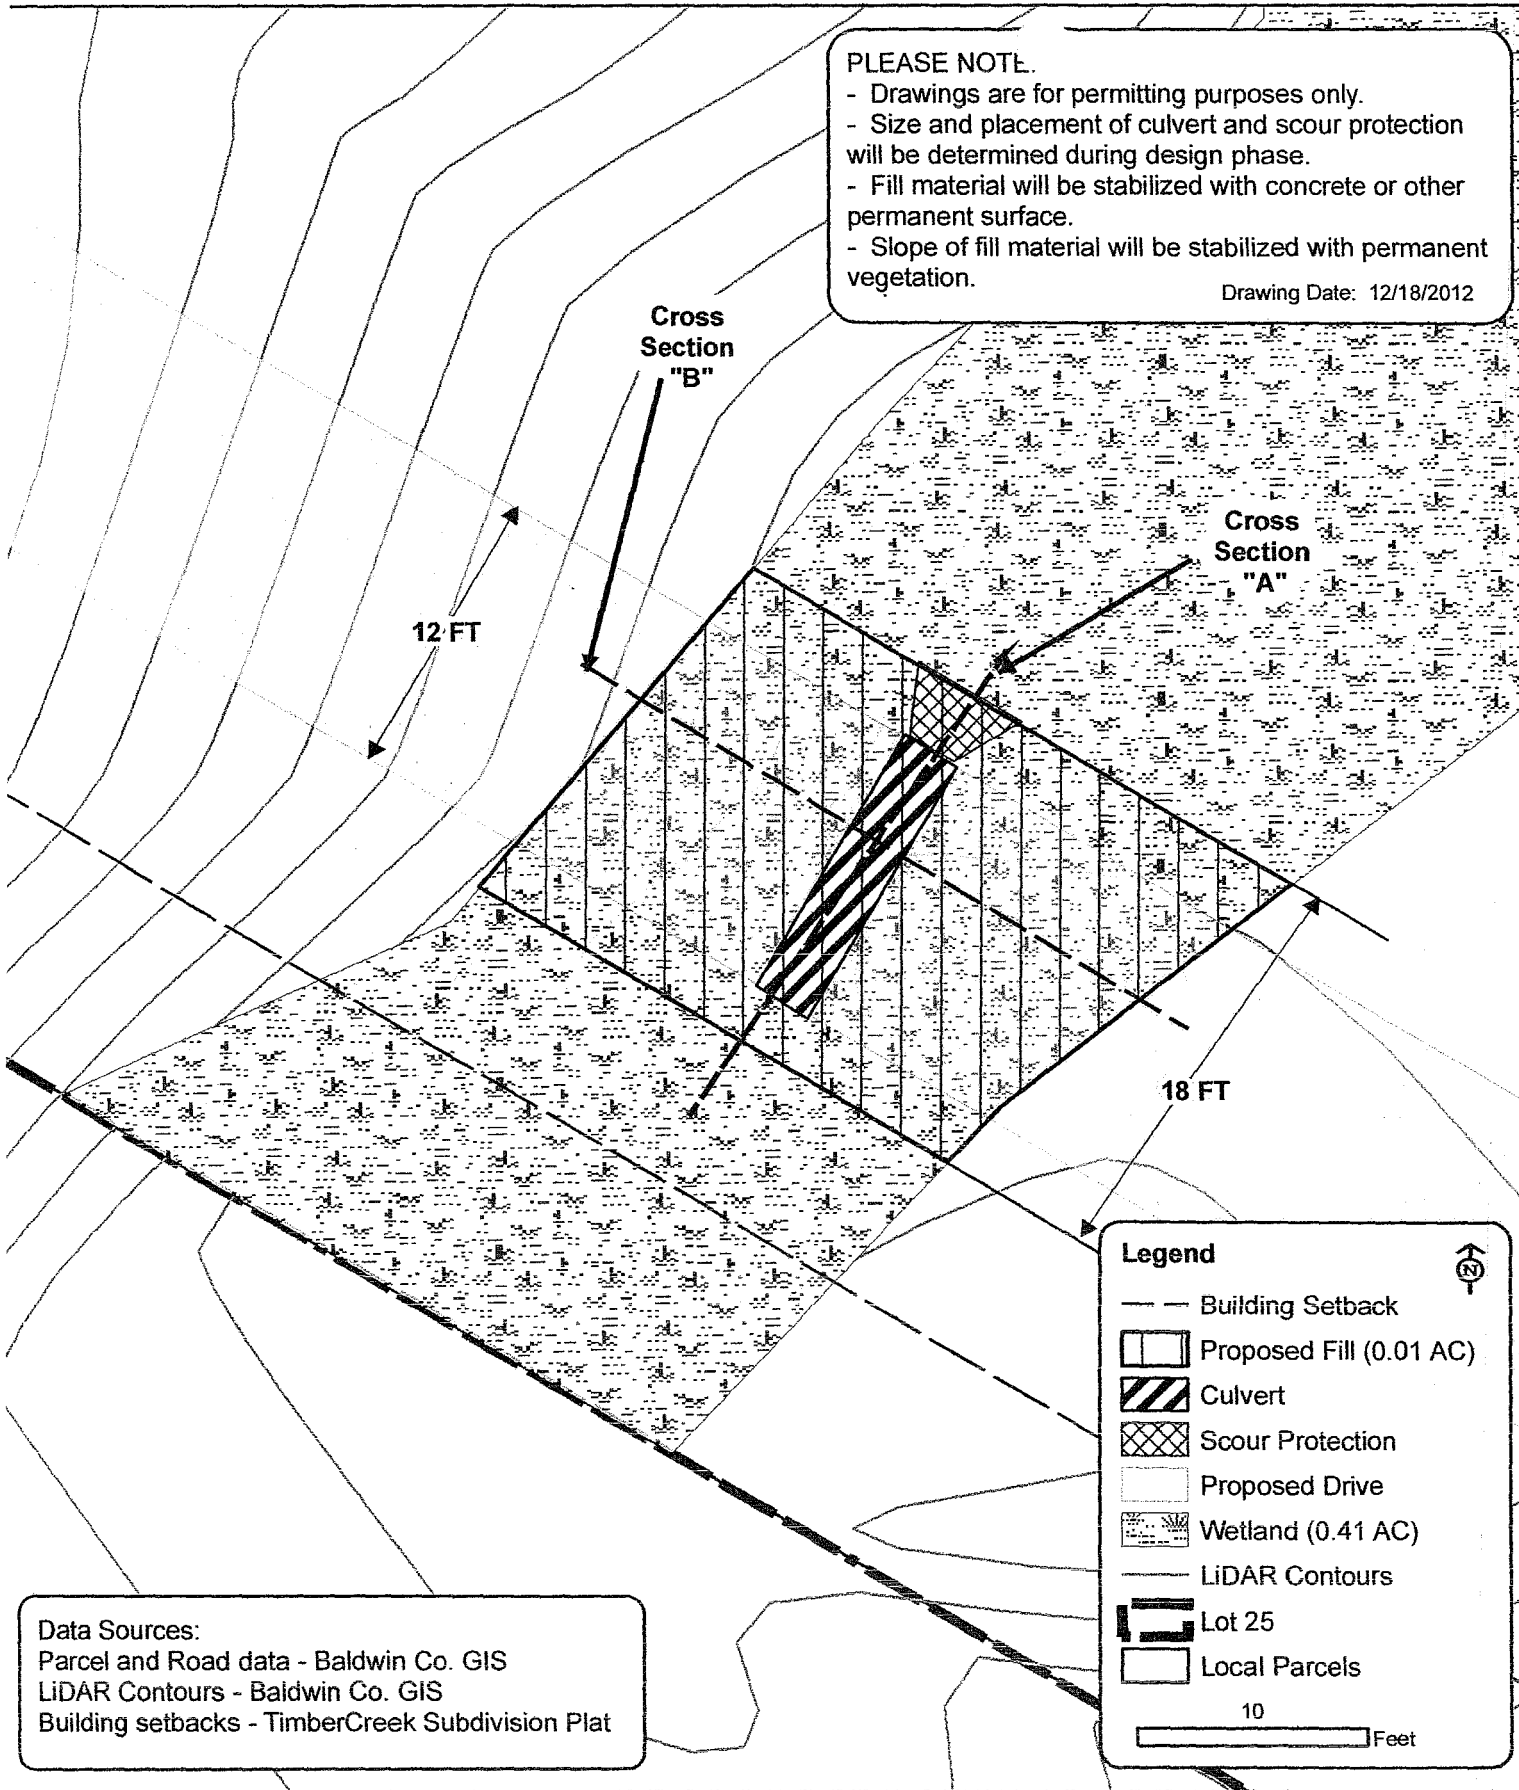 PLEASE NOTE.
- Drawings are for permitting purposes only.
- Size and placement of culvert and scour protection
will be determined during design phase.
- Fill material will be stabilized with concrete or other
permanent surface.
- Slope of fill material will be stabilized with permanent
vegetation.
Drawing Date: 12/18/2012
Cross
Section
"B"
Cross
Section
"A"
12 FT
18 FT
Legend
N
Building Setback
Proposed Fill (0.01 AC)
Culvert
Scour Protection
Proposed Drive
Wetland (0.41 AC)
LiDAR Contours
Lot 25
Local Parcels
10
Feet
Data Sources:
Parcel and Road data - Baldwin Co. GIS
LiDAR Contours - Baldwin Co. GIS
Building setbacks - TimberCreek Subdivision Plat